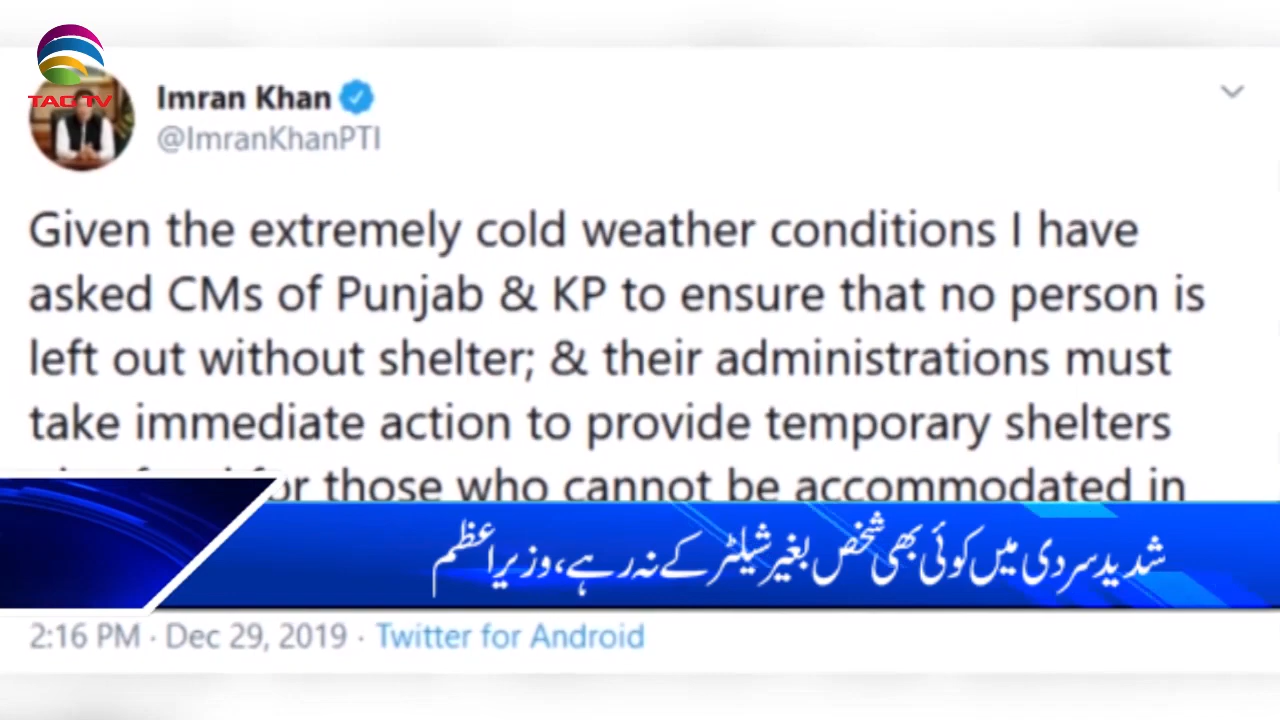 TAG TV
Imran Khan
@ImranKhanPTI
Given the extremely cold weather conditions I have
asked CMs of Punjab & KP to ensure that no person is
left out without shelter; & their administrations must
take immediate action to provide temporary shelters
for those who cannot be accommodated in
شدید سردی میں کوئی بھی شخص بغیر شیلٹر کے نہ رہے، وزیراعظم
2:16 PM · Dec 29, 2019 · Twitter for Android